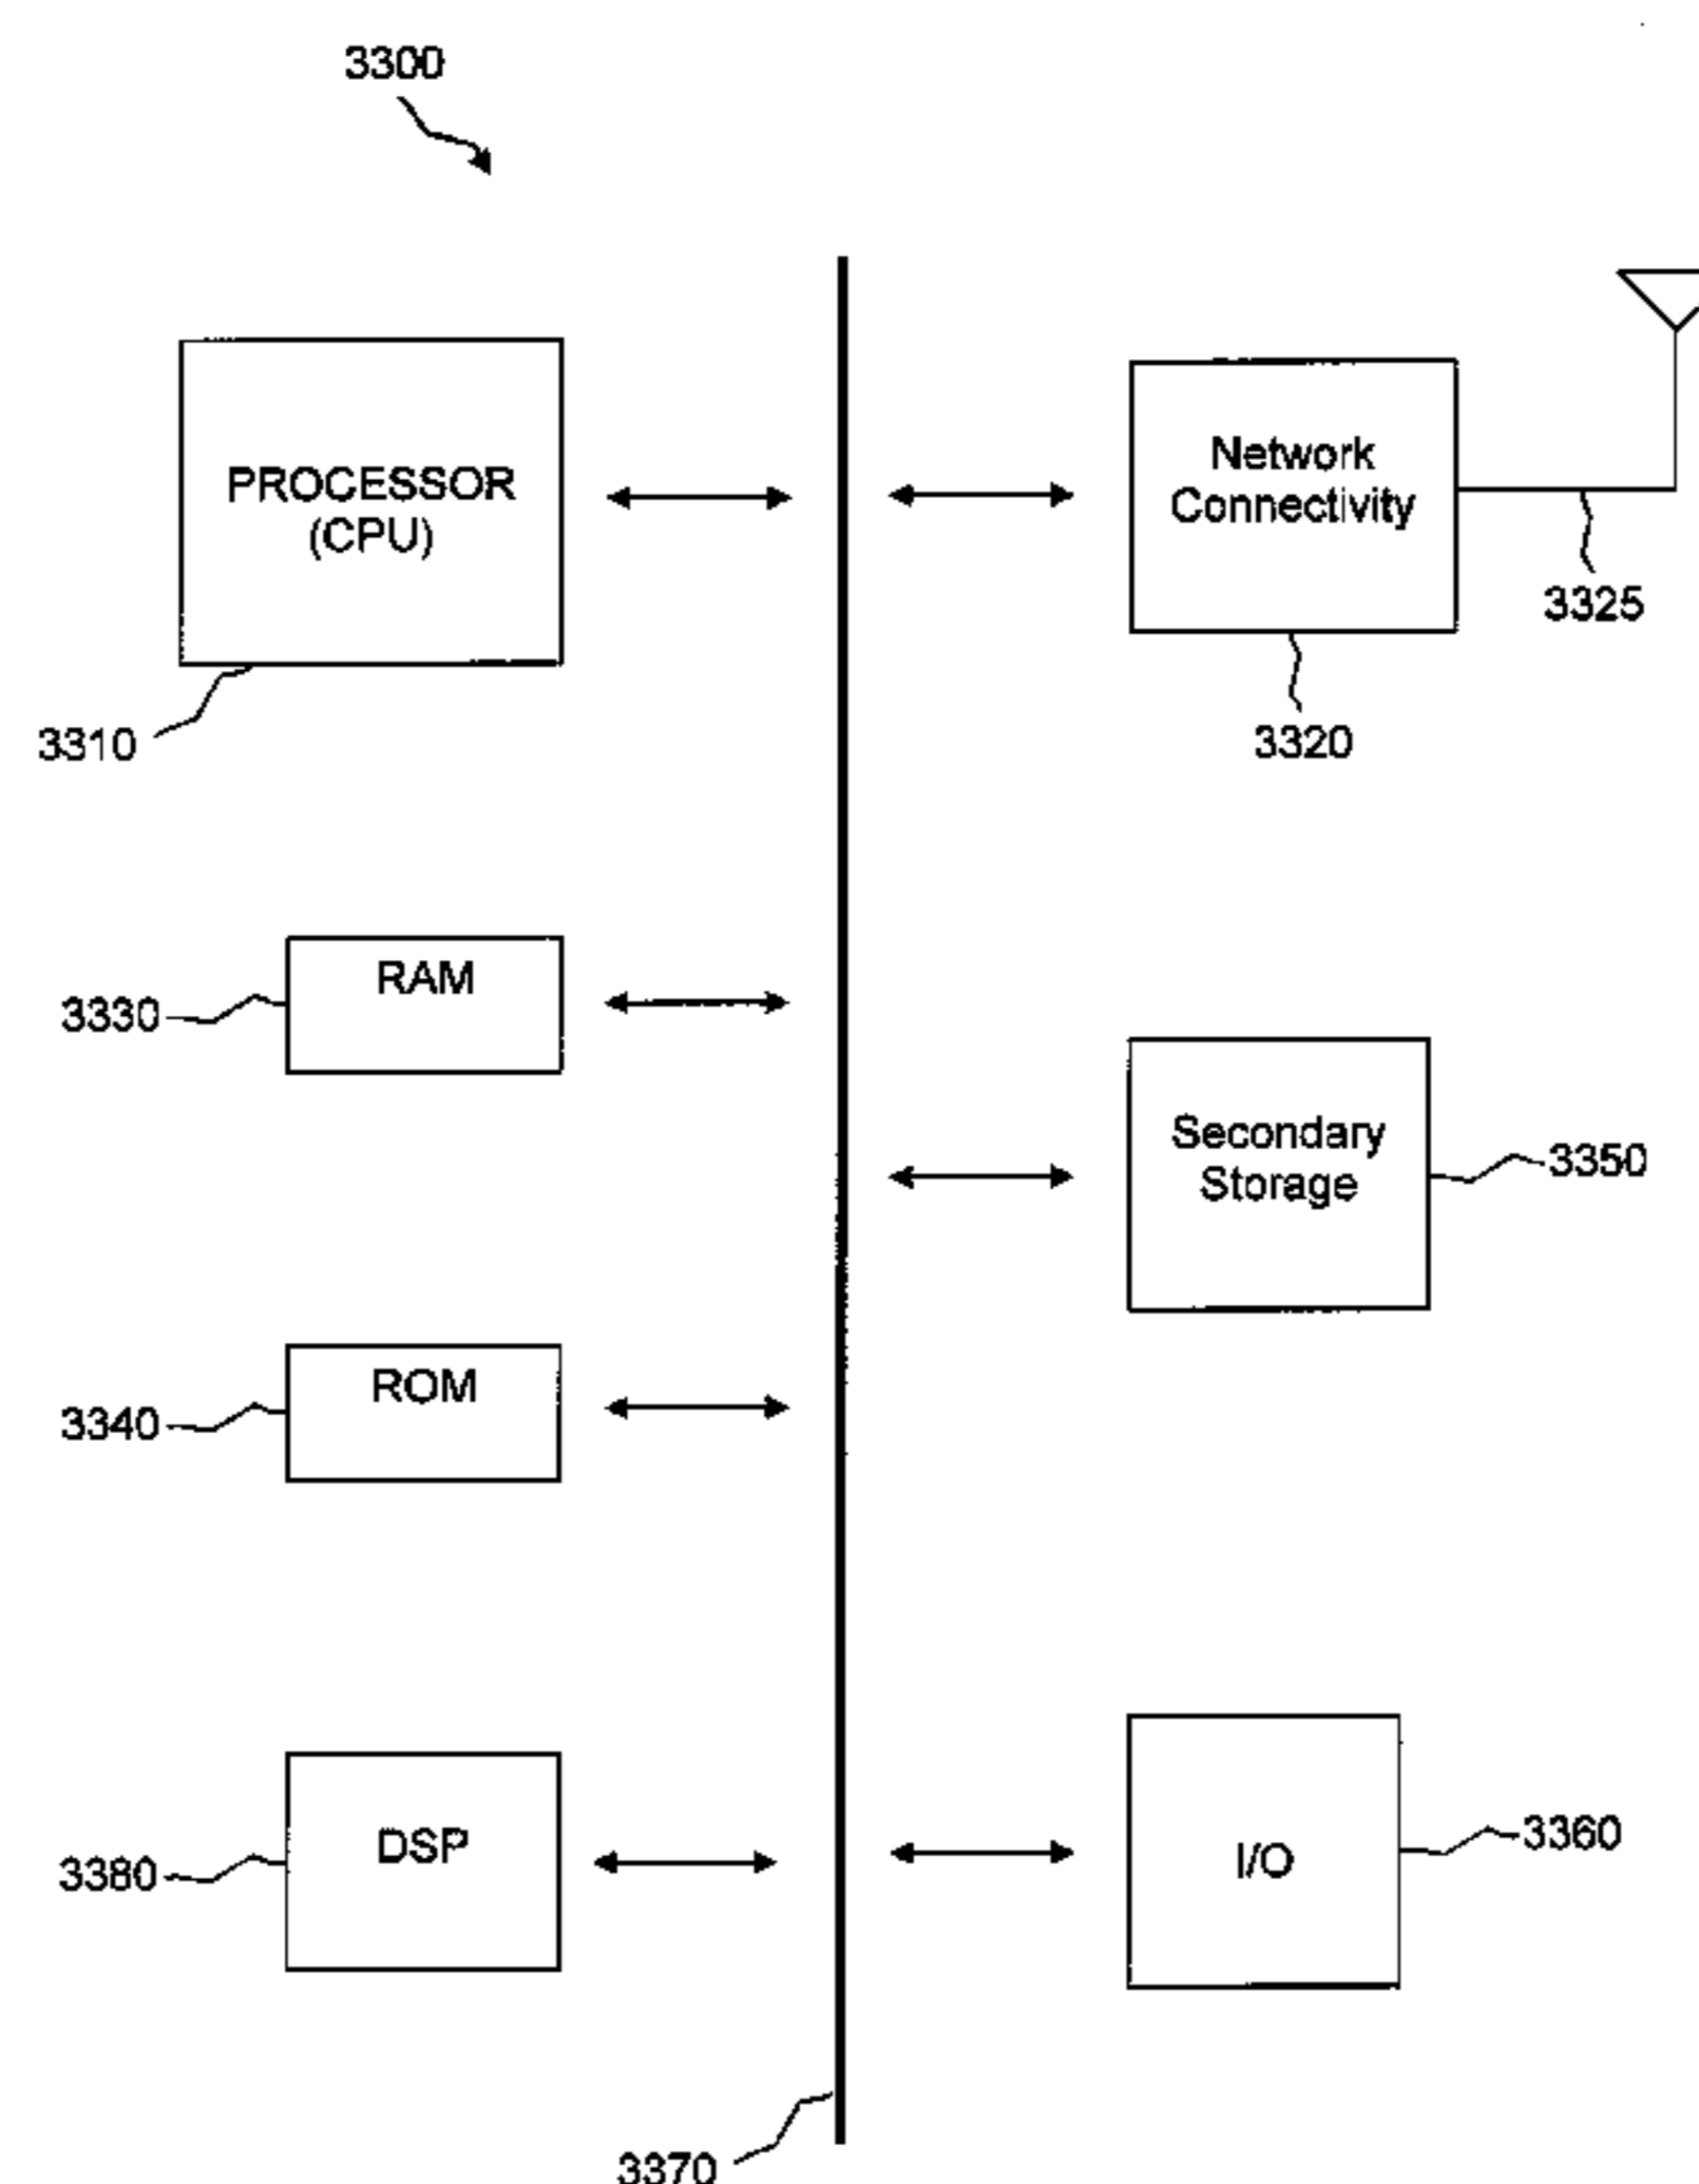 3300
PROCESSOR
(CPU)
3310
Network
Connectivity
3325
3320
RAM
3330
Secondary
Storage
3350
ROM
3340
DSP
3380
I/O
3360
3370